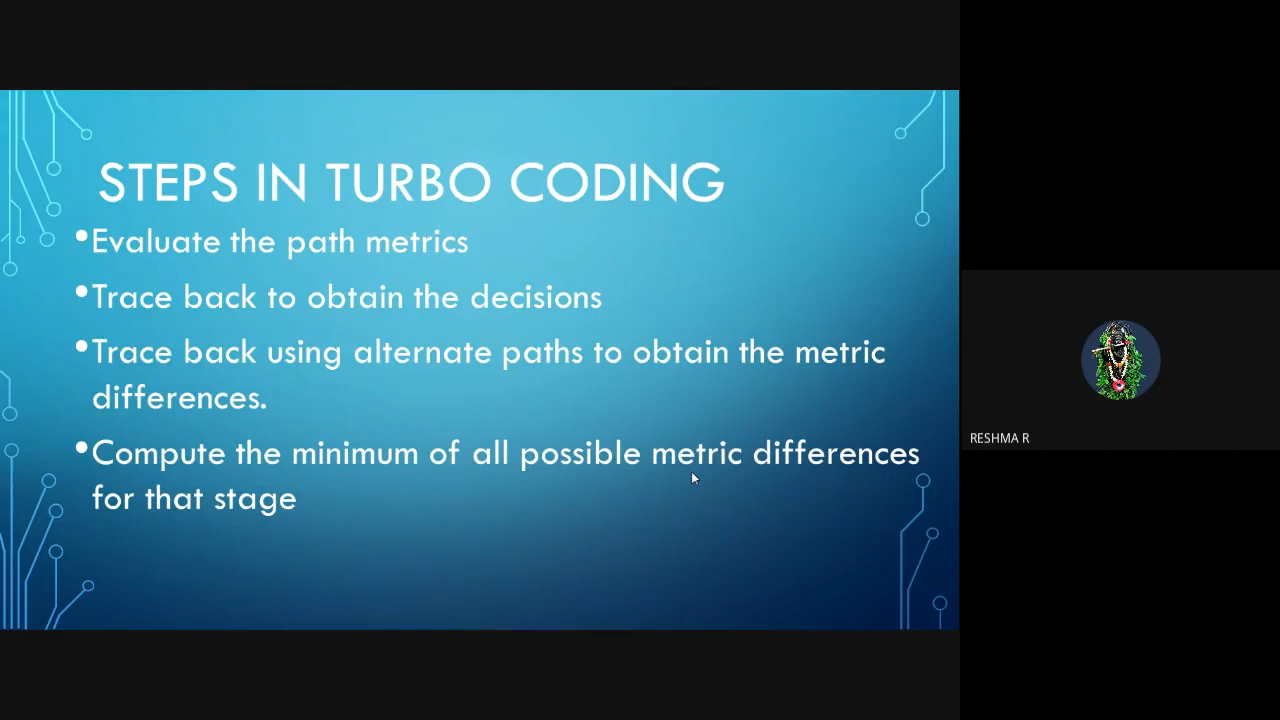 STEPS IN TURBO CODING
•Evaluate the path metrics
•Trace back to obtain the decisions
•Trace back using alternate paths to obtain the metric
differences.
•Compute the minimum of all possible metric differences
for that stage
RESHMA R